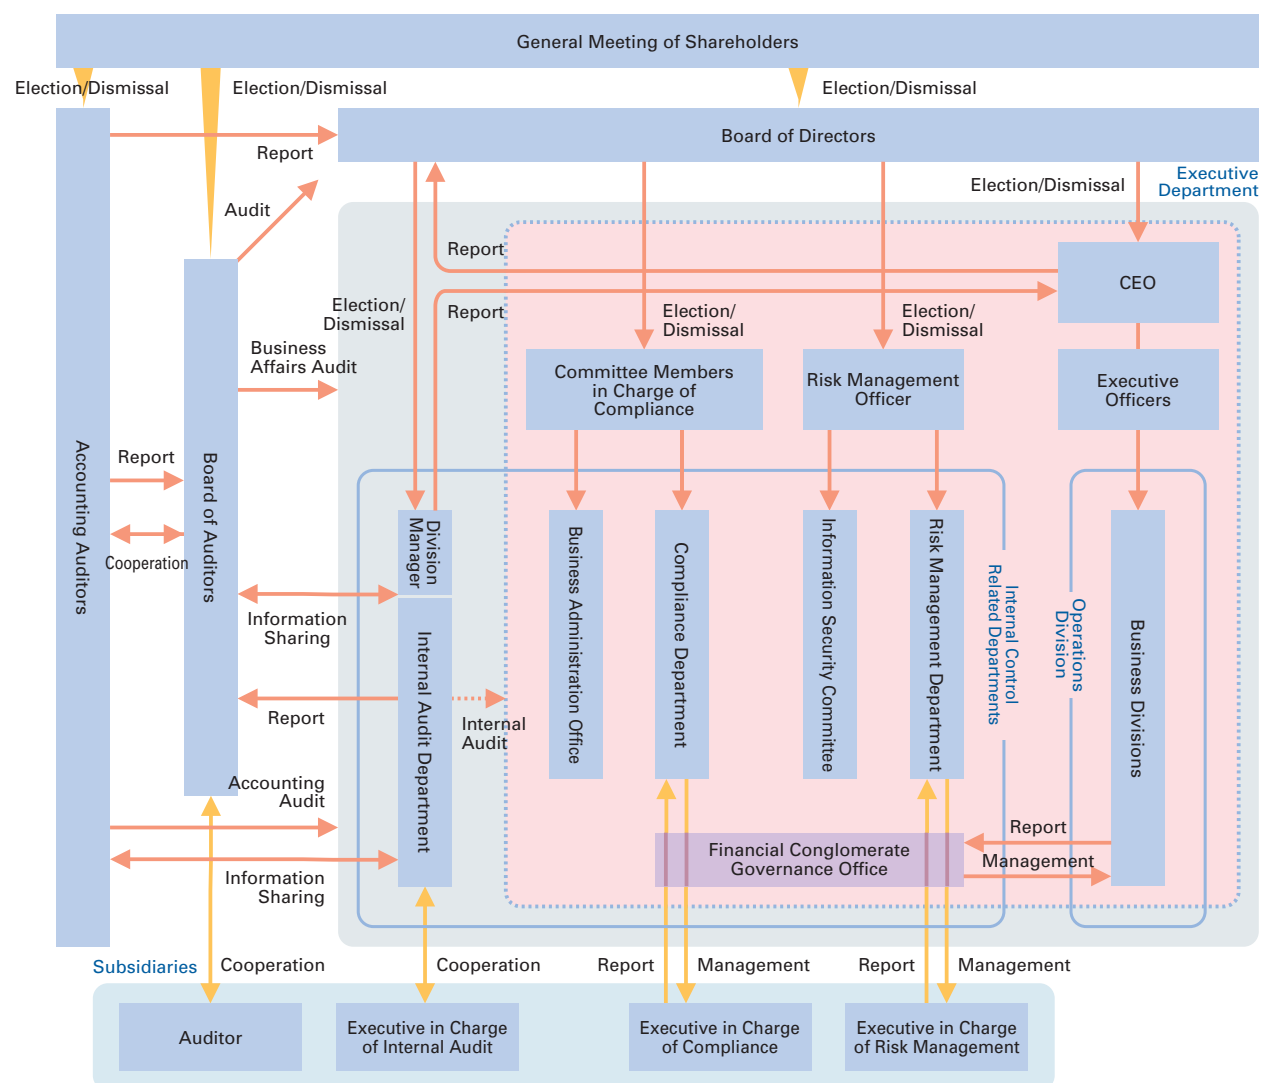 General Meeting of Shareholders
Election/Dismissal
Election/Dismissal
Election/Dismissal
Board of Directors
Report
Executive
Department
Election/Dismissal
Audit
Report
CEO
Election/
Dismissal
Report
Election/
Dismissal
Election/
Dismissal
Business
Affairs Audit
Committee Members
in Charge of
Compliance
Risk Management
Officer
Executive
Officers
Accounting Auditors
Report
Board of Auditors
Cooperation
Division
Manager
Business Administration Office
Compliance Department
Information Security Committee
Risk Management Department
Internal Control
Related Departments
Operations
Division
Business Divisions
Information
Sharing
Internal Audit Department
Report
Internal
Audit
Accounting
Audit
Report
Financial Conglomerate
Governance Office
Management
Information
Sharing
Subsidiaries
Cooperation
Cooperation
Report
Management
Report
Management
Auditor
Executive in Charge
of Internal Audit
Executive in Charge
of Compliance
Executive in Charge
of Risk Management